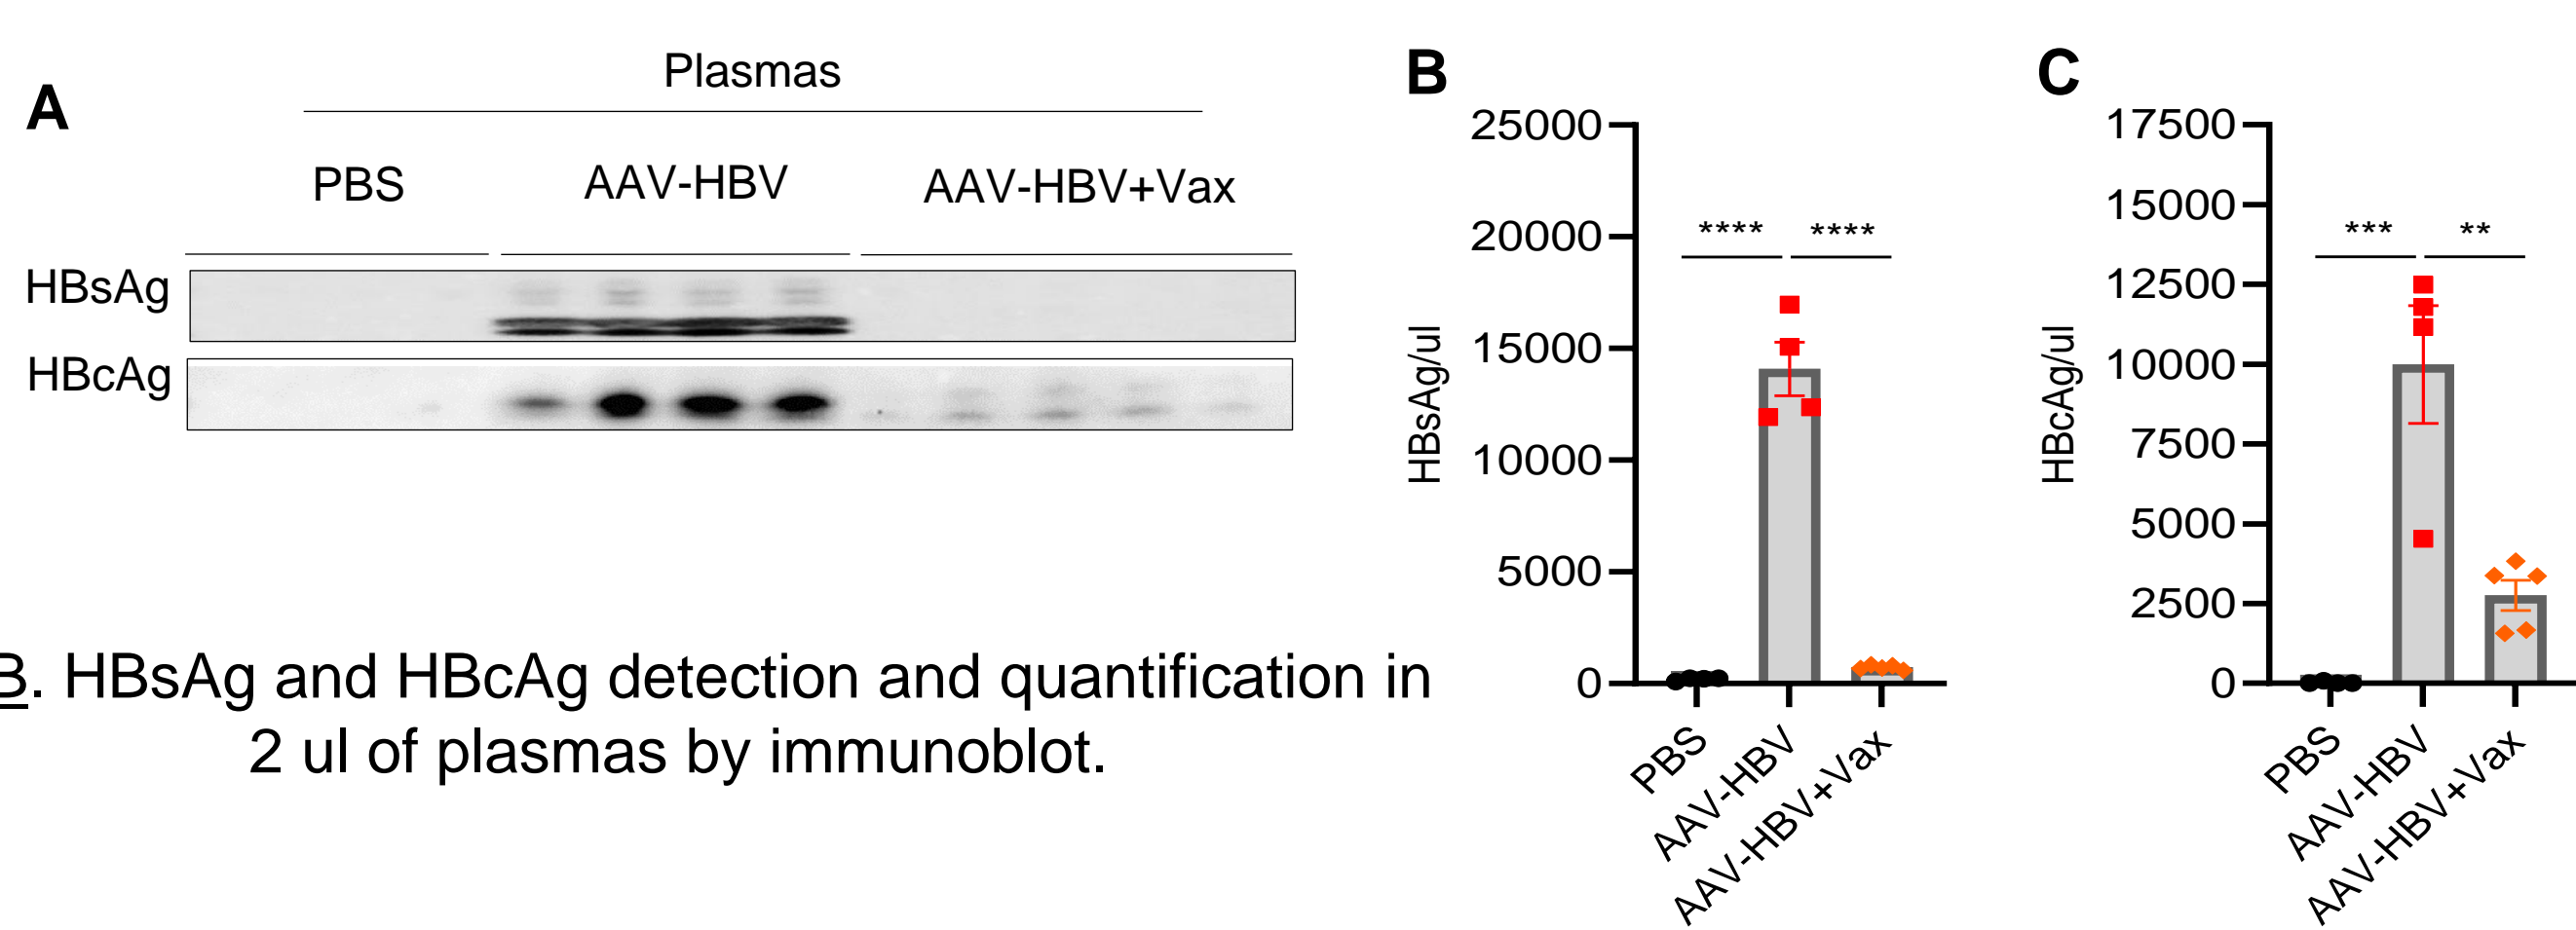 A
Plasmas
PBS
AAV-HBV
AAV-HBV+Vax
HBsAg
HBcAg
B. HBsAg and HBcAg detection and quantification in
2 ul of plasmas by immunoblot.
B
HBsAg/ul
25000
20000
15000
10000
5000
0
****
****
PBS
AAV-HBV
AAV-HBV+Vax
C
HBcAg/ul
17500
15000
12500
10000
7500
5000
2500
0
***
**
PBS
AAV-HBV
AAV-HBV+Vax